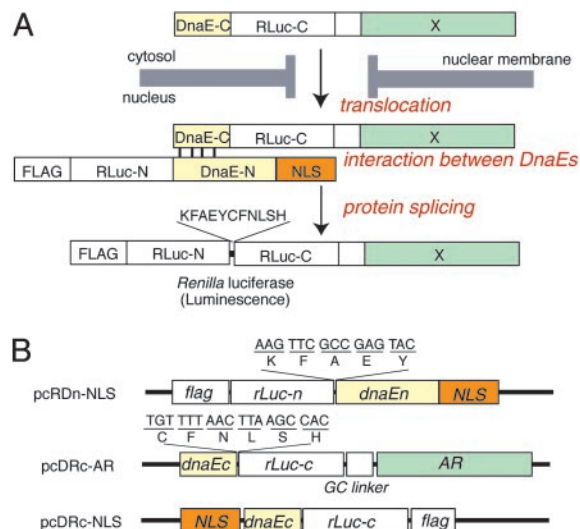 A
DnaE-C RLuc-C X
cytosol
nuclear membrane
nucleus
translocation
DnaE-C RLuc-C X
interaction between DnaEs
FLAG RLuc-N DnaE-N NLS
protein splicing
KFAEYCFNLSH
FLAG RLuc-N RLuc-C X
Renilla luciferase
(Luminescence)
B
AAG TTC GCC GAG TAC
K F A E Y
pcRDn-NLS flag rLuc-n dnaEn NLS
TGT TTT AAC TTA AGC CAC
C F N L S H
pcDRc-AR dnaEc rLuc-c AR
GC linker
pcDRc-NLS NLS dnaEc rLuc-c flag